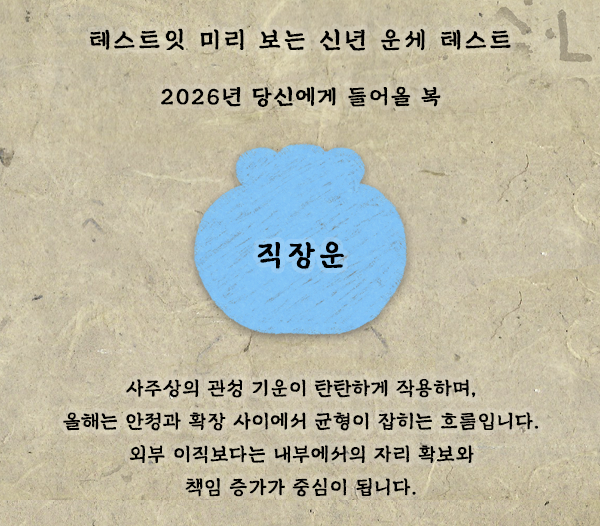 테스트잇 미리 보는 신년 운세 테스트
2026년 당신에게 들어올 복
직장운
사주상의 관성 기운이 탄탄하게 작용하며,
올해는 안정과 확장 사이에서 균형이 잡히는 흐름입니다.
외부 이직보다는 내부에서의 자리 확보와
책임 증가가 중심이 됩니다.